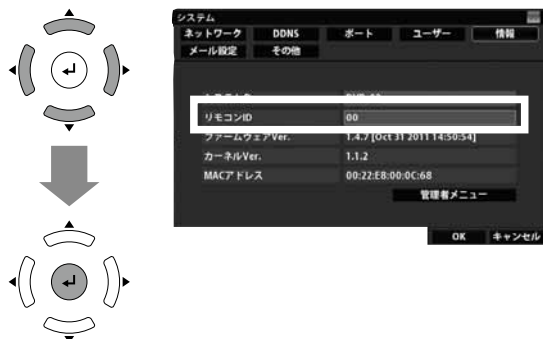 システム
ネットワーク DDNS ポート ユーザー 情報
メール設定 その他
リモコンID 00
ファームウェアVer. 1.4.7 [Oct 31 2011 14:50:54]
カーネルVer. 1.1.2
MACアドレス 00:22:E8:00:0C:68
管理者メニュー
OK キャンセル